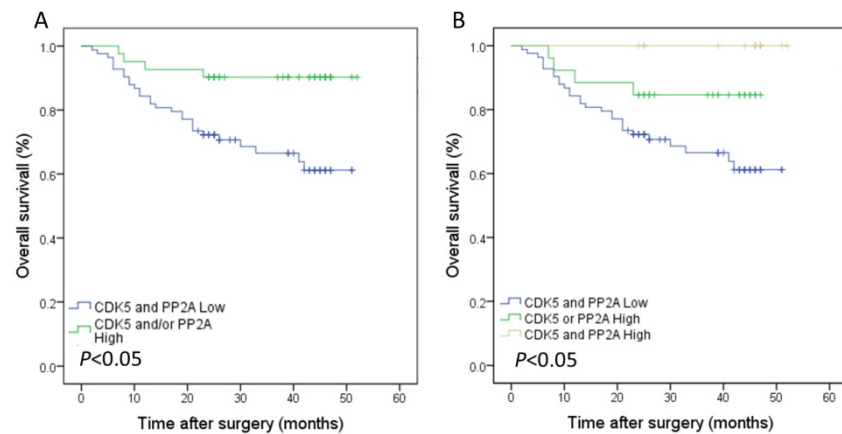 A
1.0
0.8
0.6
0.4
0.2
0.0
Overall survivall (%)
CDK5 and PP2A Low
CDK5 and/or PP2A
High
P<0.05
0 10 20 30 40 50 60
Time after surgery (months)
B
1.0
0.8
0.6
0.4
0.2
0.0
Overall survivall (%)
CDK5 and PP2A Low
CDK5 or PP2A High
CDK5 and PP2A High
P<0.05
0 10 20 30 40 50 60
Time after surgery (months)